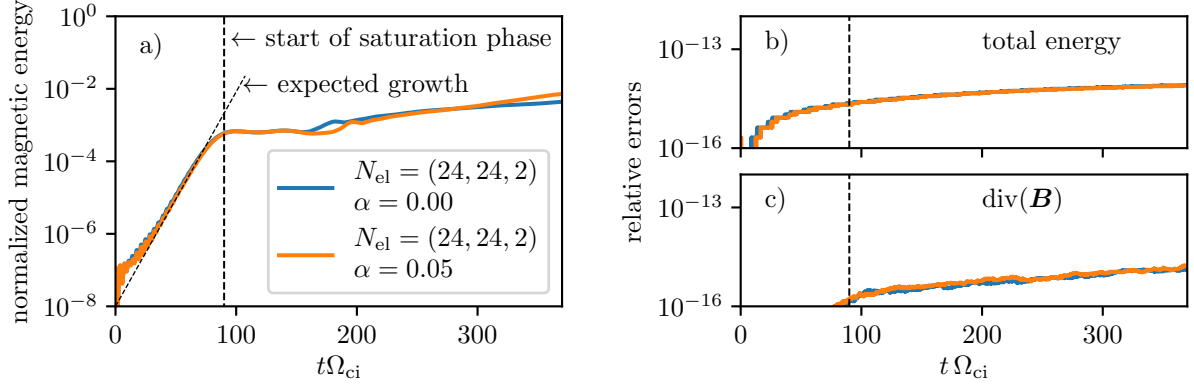 normalized magnetic energy
10⁰
10⁻²
10⁻⁴
10⁻⁶
10⁻⁸
a)
← start of saturation phase
← expected growth
N_el = (24, 24, 2)
α = 0.00
N_el = (24, 24, 2)
α = 0.05
0
100
200
300
tΩ_ci
relative errors
b)
total energy
10⁻¹³
10⁻¹⁶
c)
div(B)
10⁻¹³
10⁻¹⁶
0
100
200
300
t Ω_ci